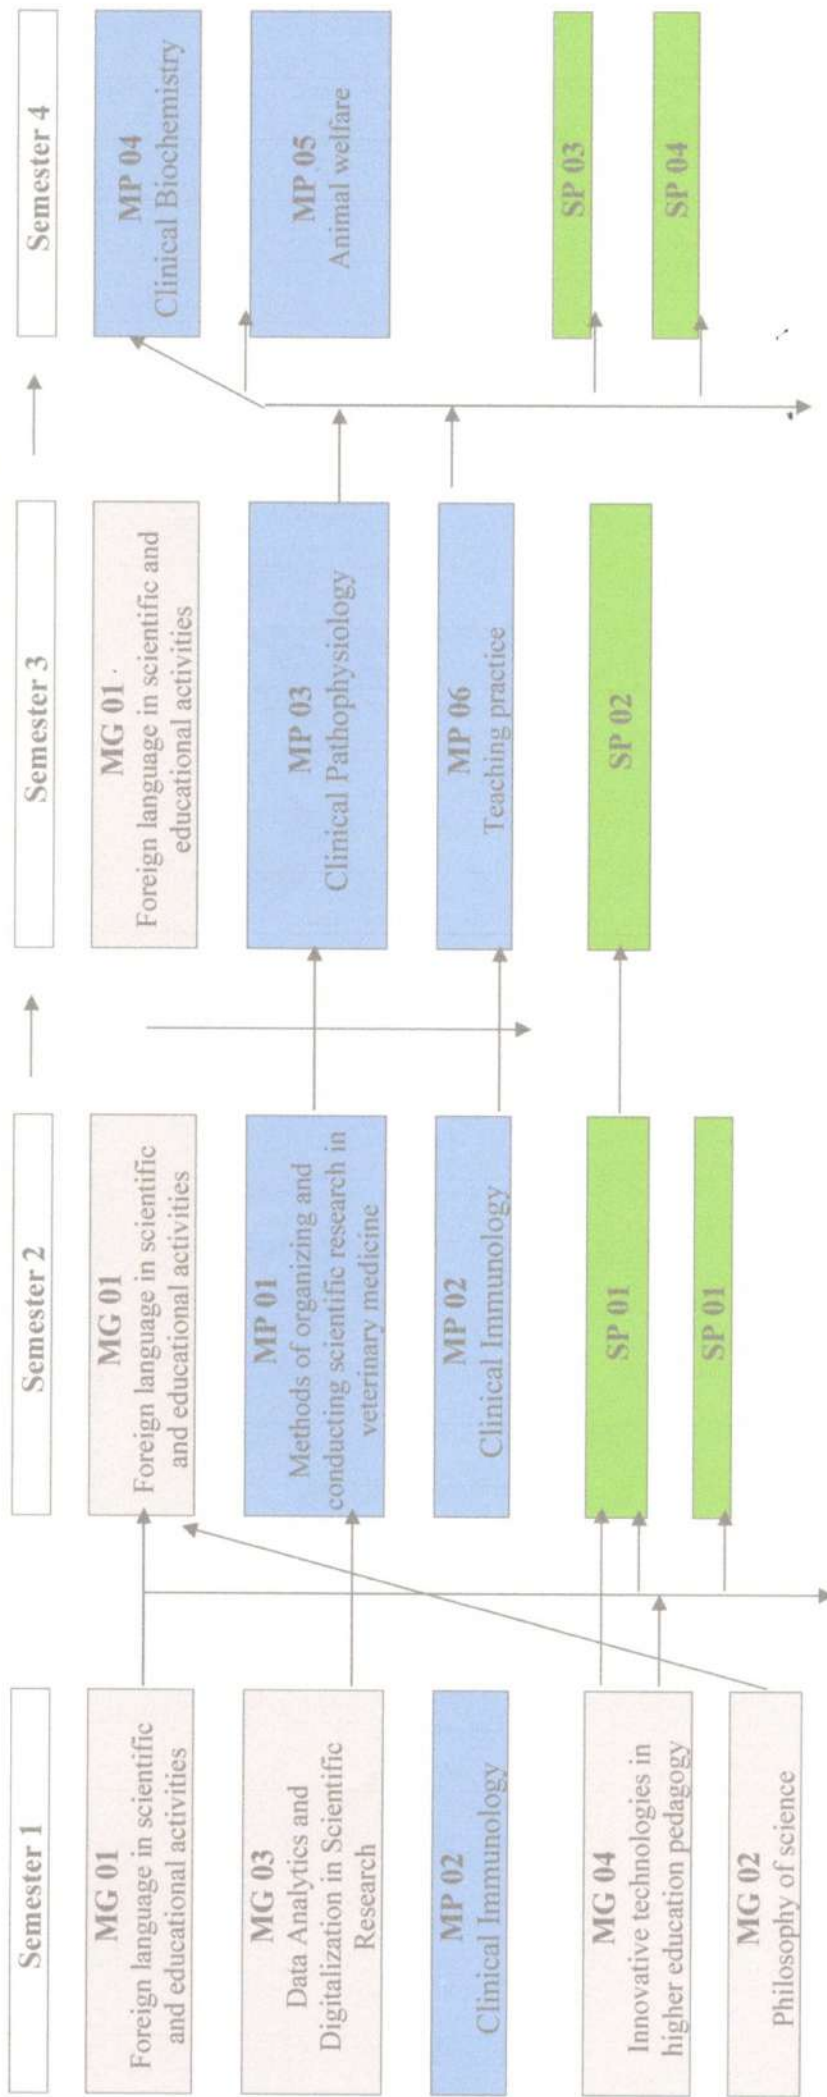 Semester 1
MG 01
Foreign language in scientific
and educational activities
MG 03
Data Analytics and
Digitalization in Scientific
Research
MP 02
Clinical Immunology
MG 04
Innovative technologies in
higher education pedagogy
MG 02
Philosophy of science
Semester 2
MG 01
Foreign language in scientific
and educational activities
MP 01
Methods of organizing and
conducting scientific research in
veterinary medicine
MP 02
Clinical Immunology
SP 01
SP 01
Semester 3
MG 01
Foreign language in scientific and
educational activities
MP 03
Clinical Pathophysiology
MP 06
Teaching practice
SP 02
Semester 4
MP 04
Clinical Biochemistry
MP 05
Animal welfare
SP 03
SP 04